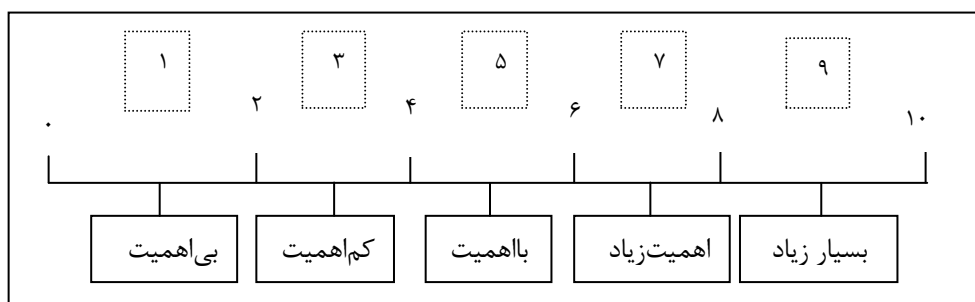 ۱ ۳ ۵ ۷ ۹
۰ ۲ ۴ ۶ ۸ ۱۰
بی‌اهمیت کم‌اهمیت بااهمیت اهمیت‌زیاد بسیار زیاد